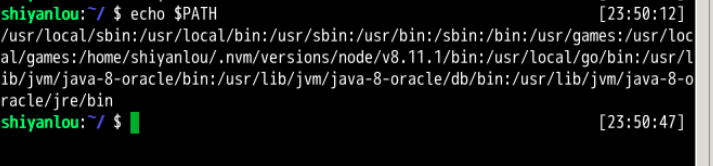 shiyanlou:~/ $ echo $PATH [23:50:12]
/usr/local/sbin:/usr/local/bin:/usr/sbin:/usr/bin:/sbin:/bin:/usr/games:/usr/loc
al/games:/home/shiyanlou/.nvm/versions/node/v8.11.1/bin:/usr/local/go/bin:/usr/l
ib/jvm/java-8-oracle/bin:/usr/lib/jvm/java-8-oracle/db/bin:/usr/lib/jvm/java-8-o
racle/jre/bin
shiyanlou:~/ $ [23:50:47]